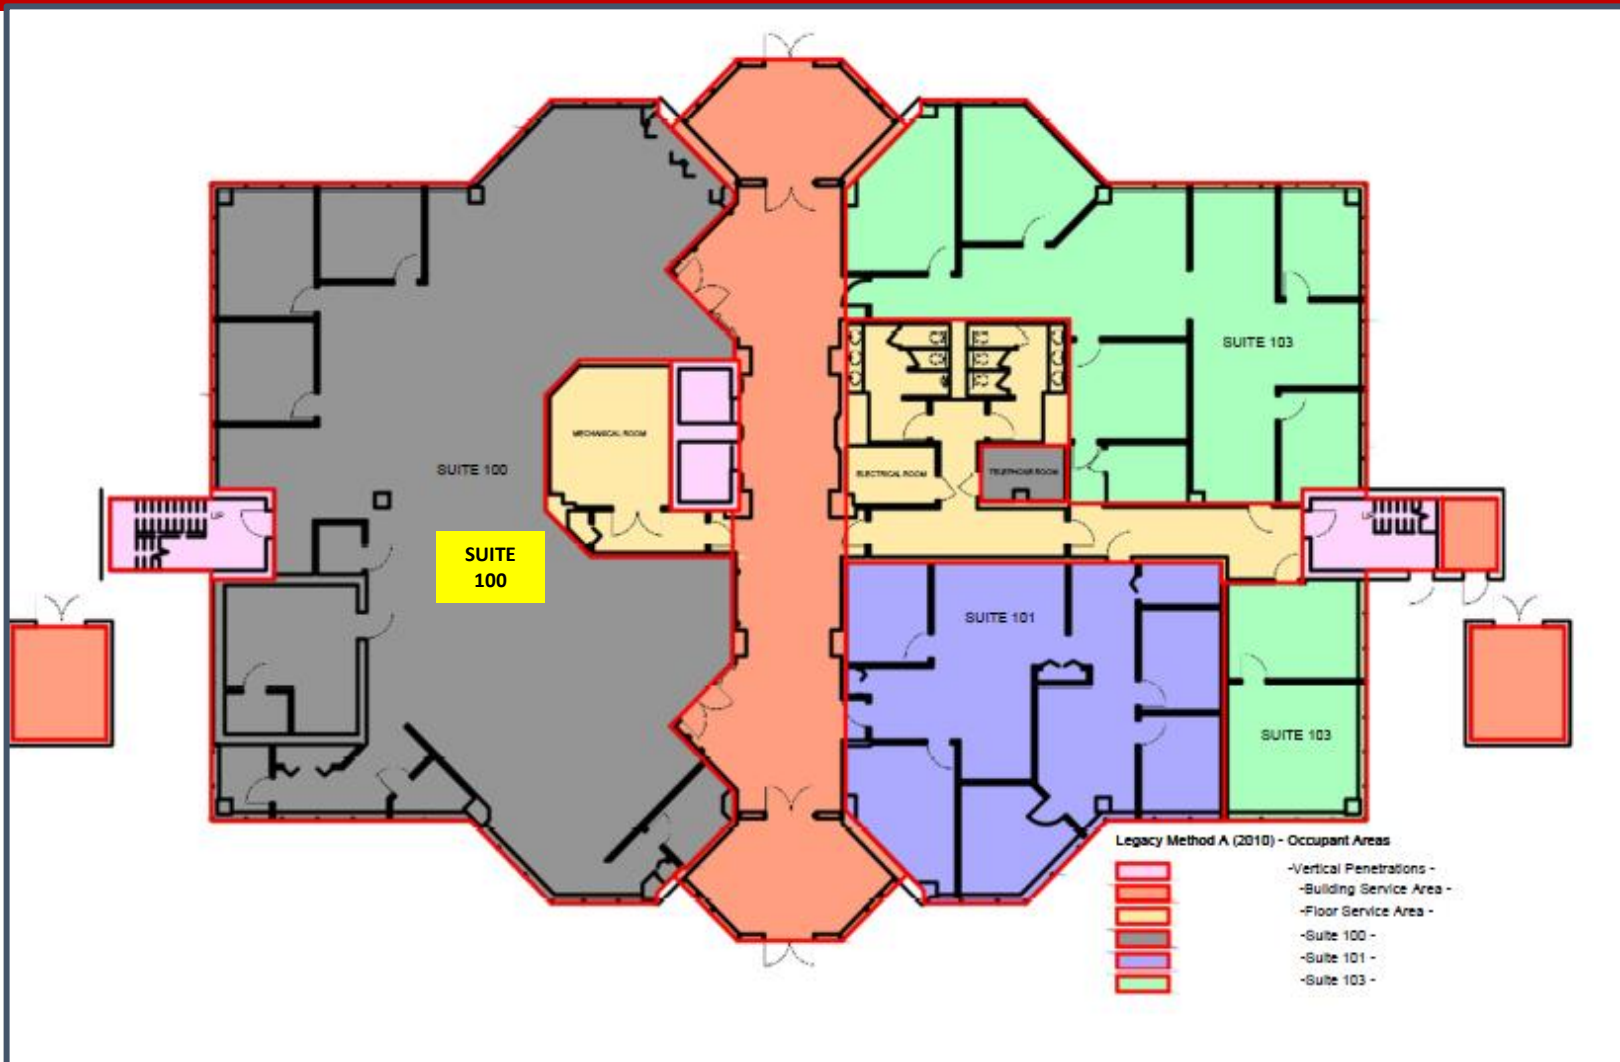 SUITE 103
MECHANICAL ROOM
SUITE 100
ELECTRICAL ROOM
TELEPHONE ROOM
UP
UP
SUITE
100
SUITE 101
SUITE 103
Legacy Method A (2010) - Occupant Areas
-Vertical Penetrations -
-Building Service Area -
-Floor Service Area -
-Suite 100 -
-Suite 101 -
-Suite 103 -